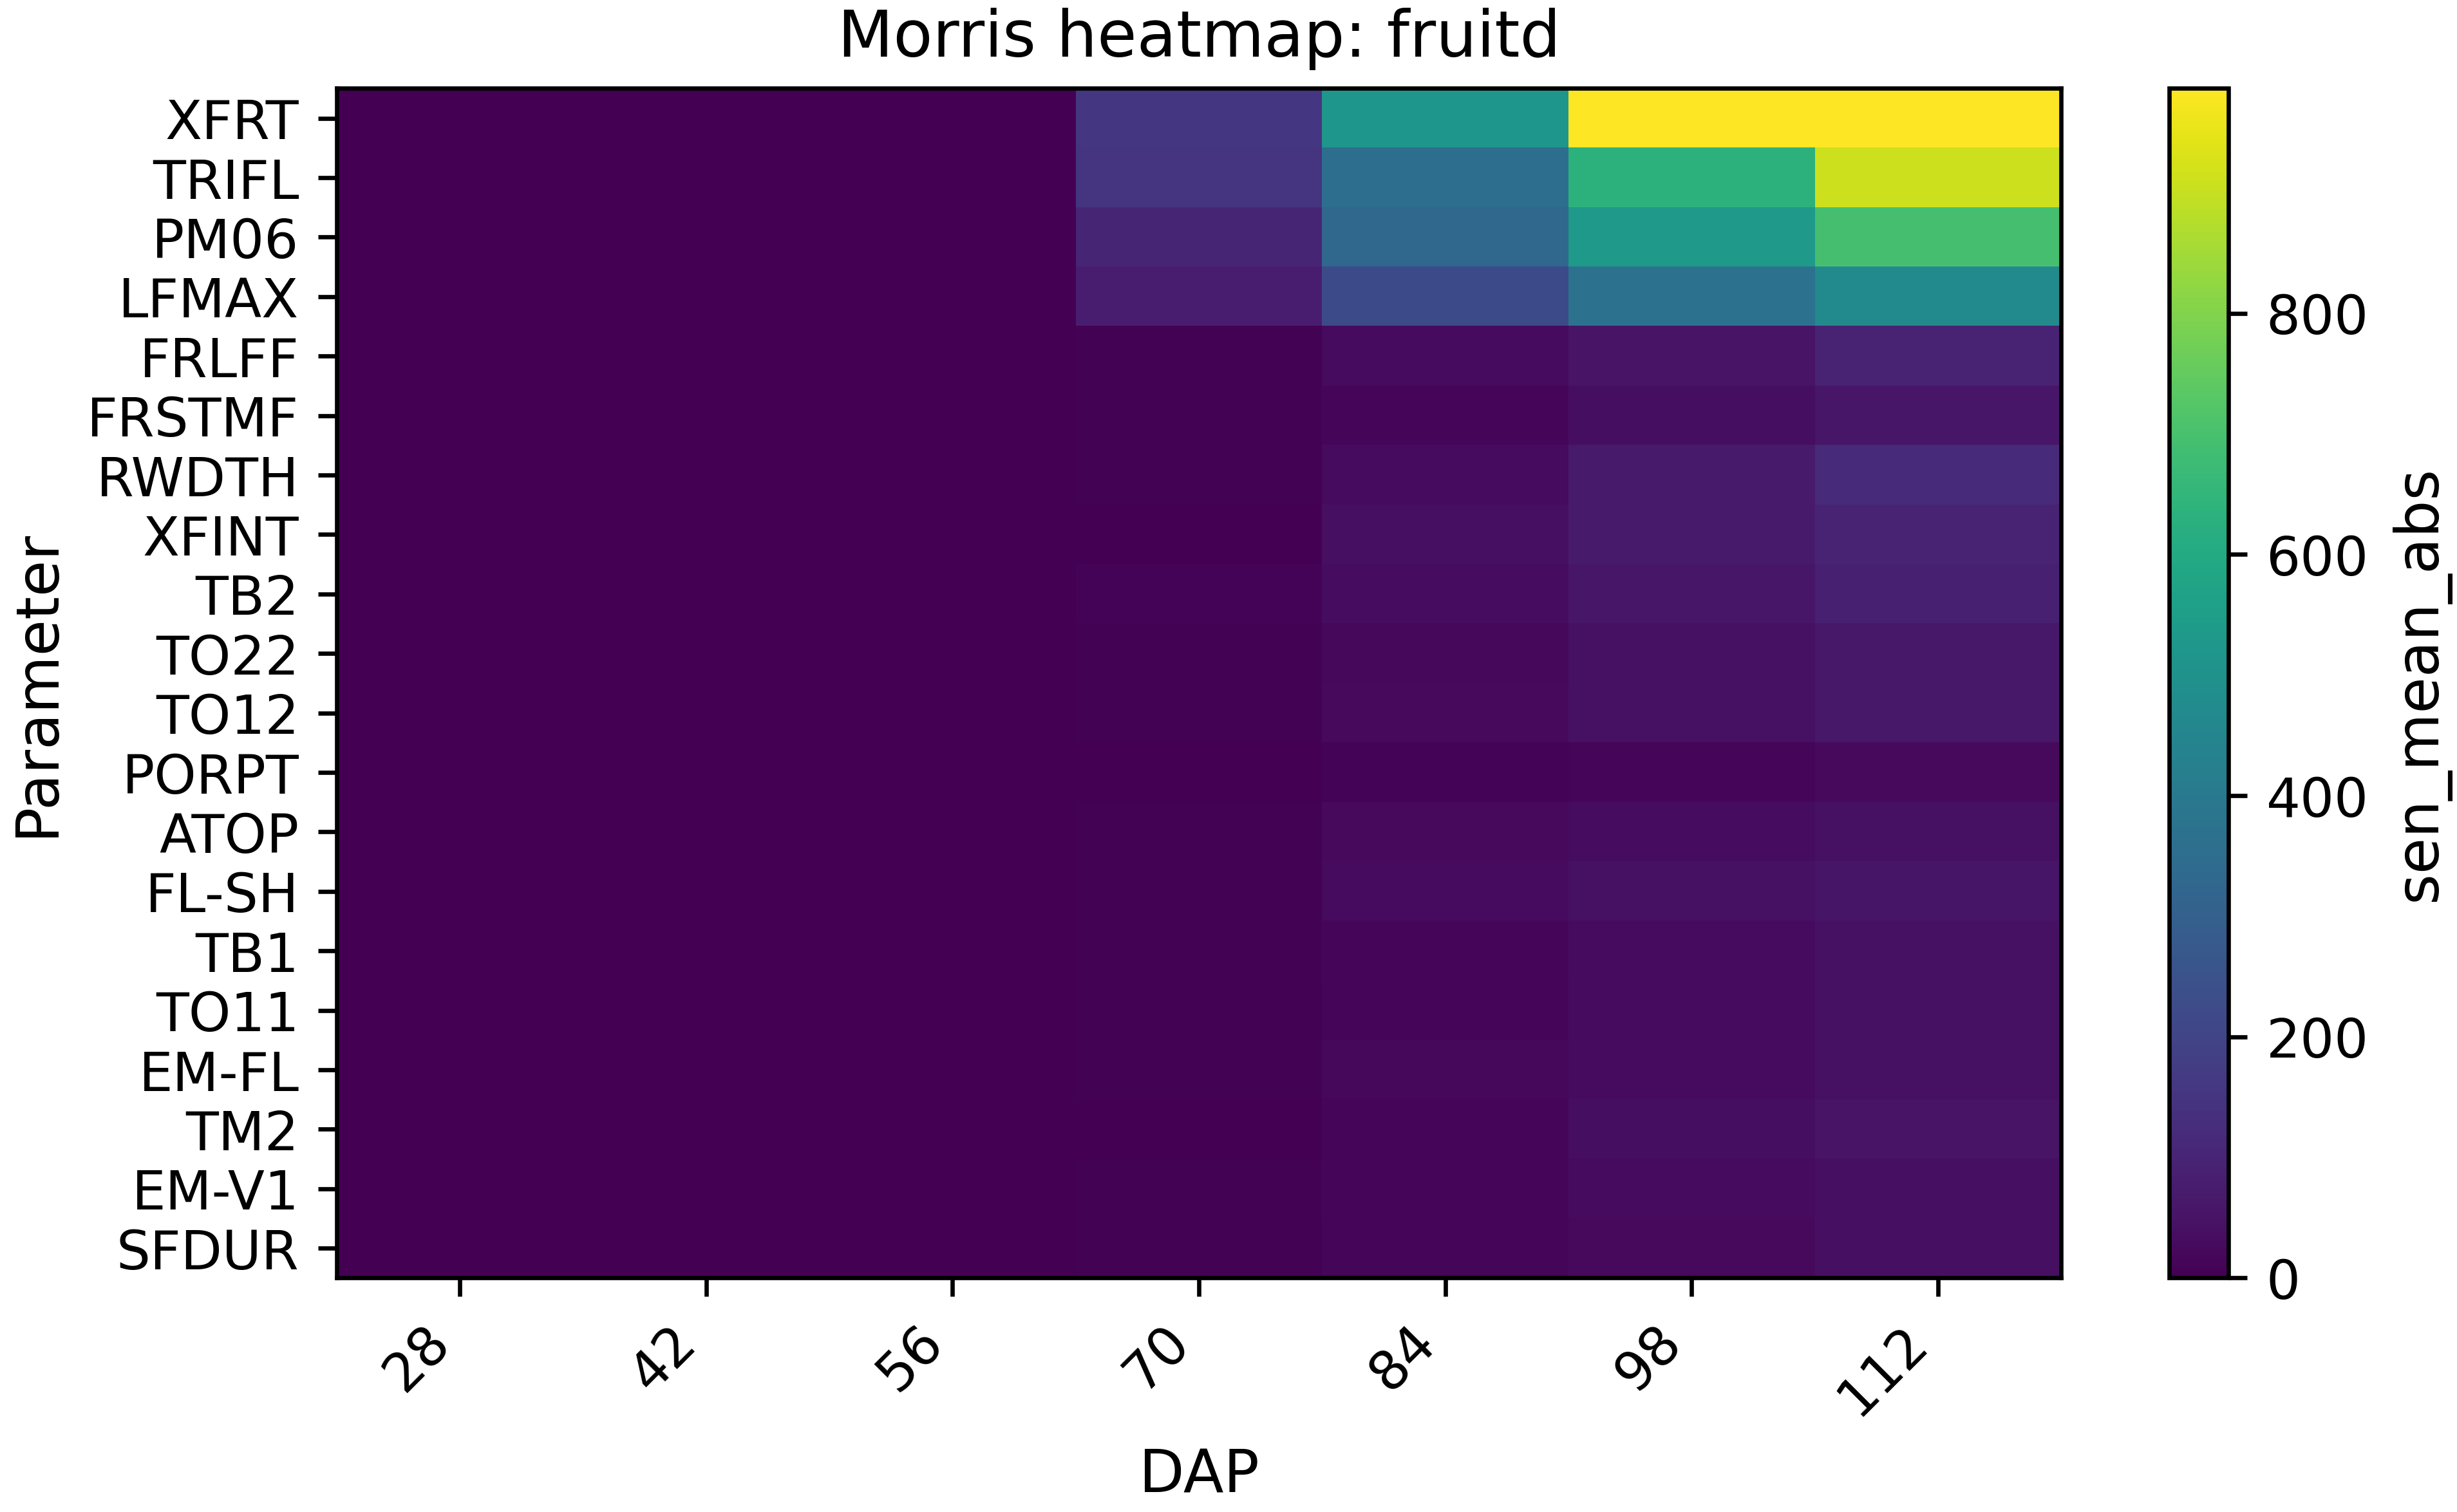 Morris heatmap: fruitd
Parameter
XFRT
TRIFL
PM06
LFMAX
FRLFF
FRSTMF
RWDTH
XFINT
TB2
TO22
TO12
PORPT
ATOP
FL-SH
TB1
TO11
EM-FL
TM2
EM-V1
SFDUR
28 42 56 70 84 98 112
DAP
800
600
400
200
0
sen_mean_abs